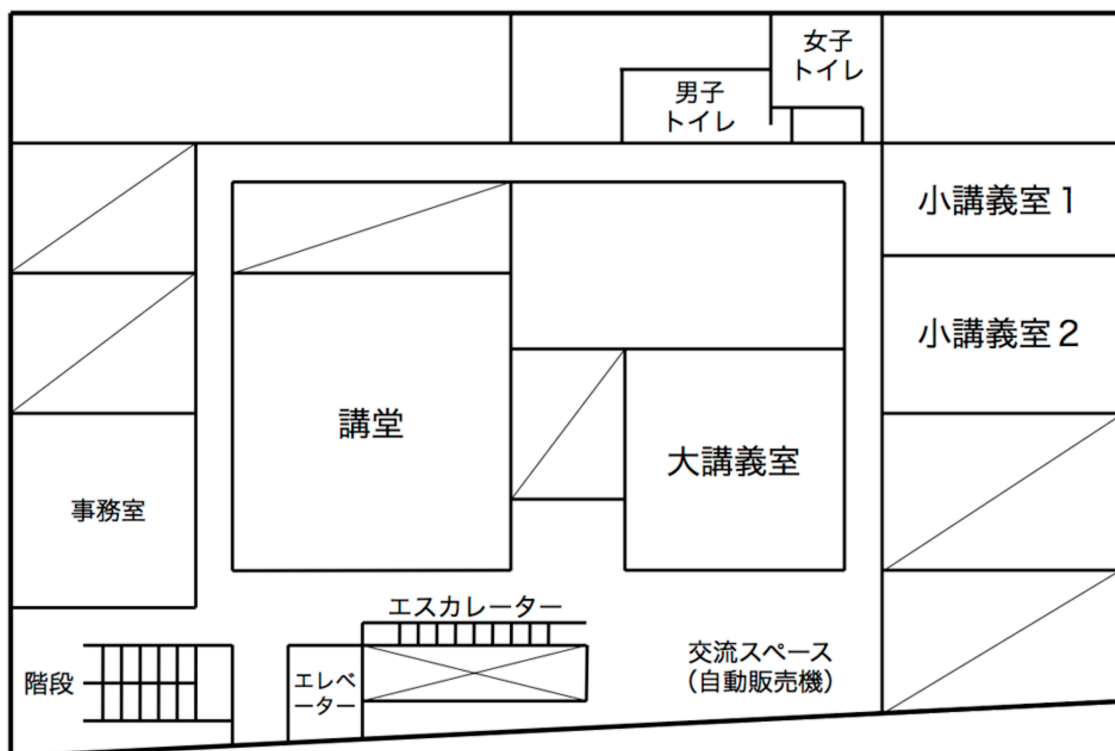 女子
トイレ
男子
トイレ
小講義室1
小講義室2
講堂
大講義室
事務室
エスカレーター
階段
エレベ
ーター
交流スペース
（自動販売機）